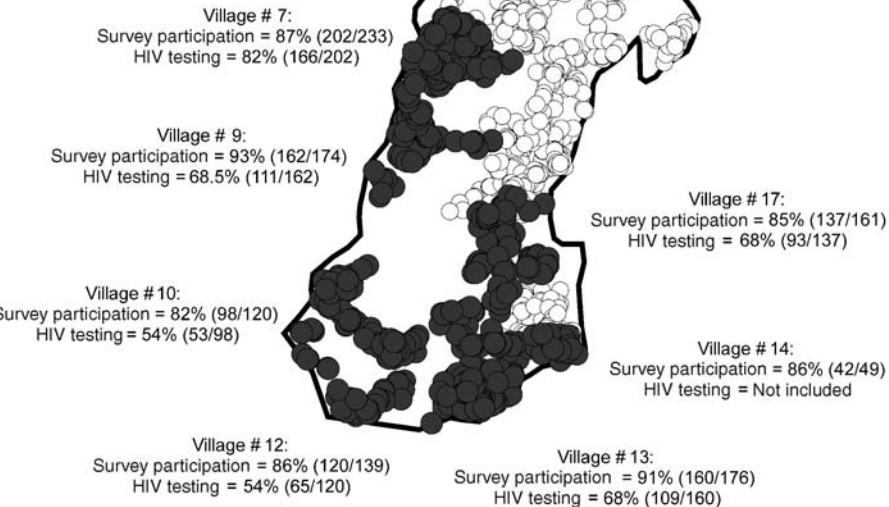 Village # 7:
Survey participation = 87% (202/233)
HIV testing = 82% (166/202)
Village # 9:
Survey participation = 93% (162/174)
HIV testing = 68.5% (111/162)
Village # 17:
Survey participation = 85% (137/161)
HIV testing = 68% (93/137)
Village # 10:
Survey participation = 82% (98/120)
HIV testing = 54% (53/98)
Village # 14:
Survey participation = 86% (42/49)
HIV testing = Not included
Village # 12:
Survey participation = 86% (120/139)
HIV testing = 54% (65/120)
Village # 13:
Survey participation = 91% (160/176)
HIV testing = 68% (109/160)